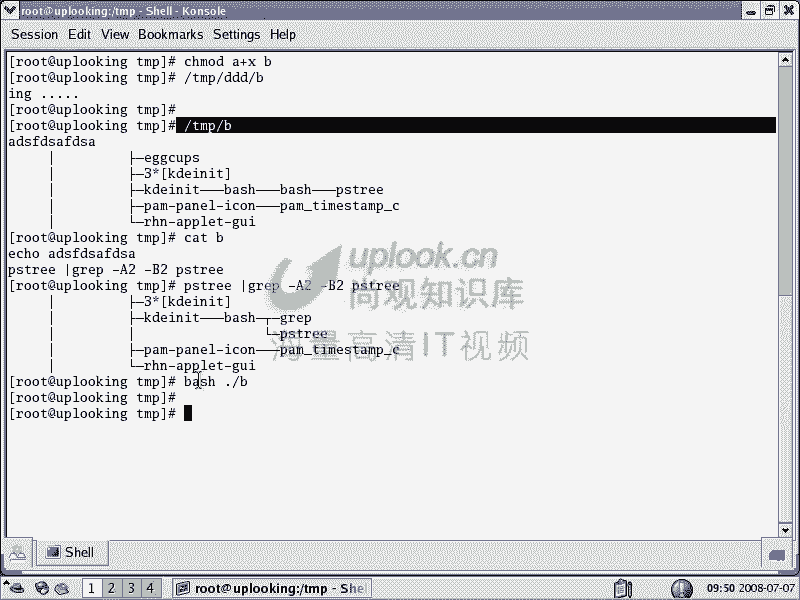 root@uplooking:/tmp - Shell - Konsole
Session Edit View Bookmarks Settings Help
[root@uplooking tmp]# chmod a+x b
[root@uplooking tmp]# /tmp/ddd/b
ing .....
[root@uplooking tmp]#
[root@uplooking tmp]# /tmp/b
adsfdsafdsa
│         ├─eggcups
│         ├─3*[kdeinit]
│         ├─kdeinit───bash───bash───pstree
│         ├─pam-panel-icon───pam_timestamp_c
│         └─rhn-applet-gui
[root@uplooking tmp]# cat b
echo adsfdsafdsa
pstree |grep -A2 -B2 pstree
[root@uplooking tmp]# pstree |grep -A2 -B2 pstree
│         ├─3*[kdeinit]
│         ├─kdeinit───bash─┬─grep
│         │                └─pstree
│         ├─pam-panel-icon───pam_timestamp_c
│         └─rhn-applet-gui
[root@uplooking tmp]# bash ./b
[root@uplooking tmp]#
[root@uplooking tmp]#
uplook.cn
尚观知识库
海量高清IT视频
Shell
1 2 3 4 root@uplooking:/tmp - She 09:50 2008-07-07